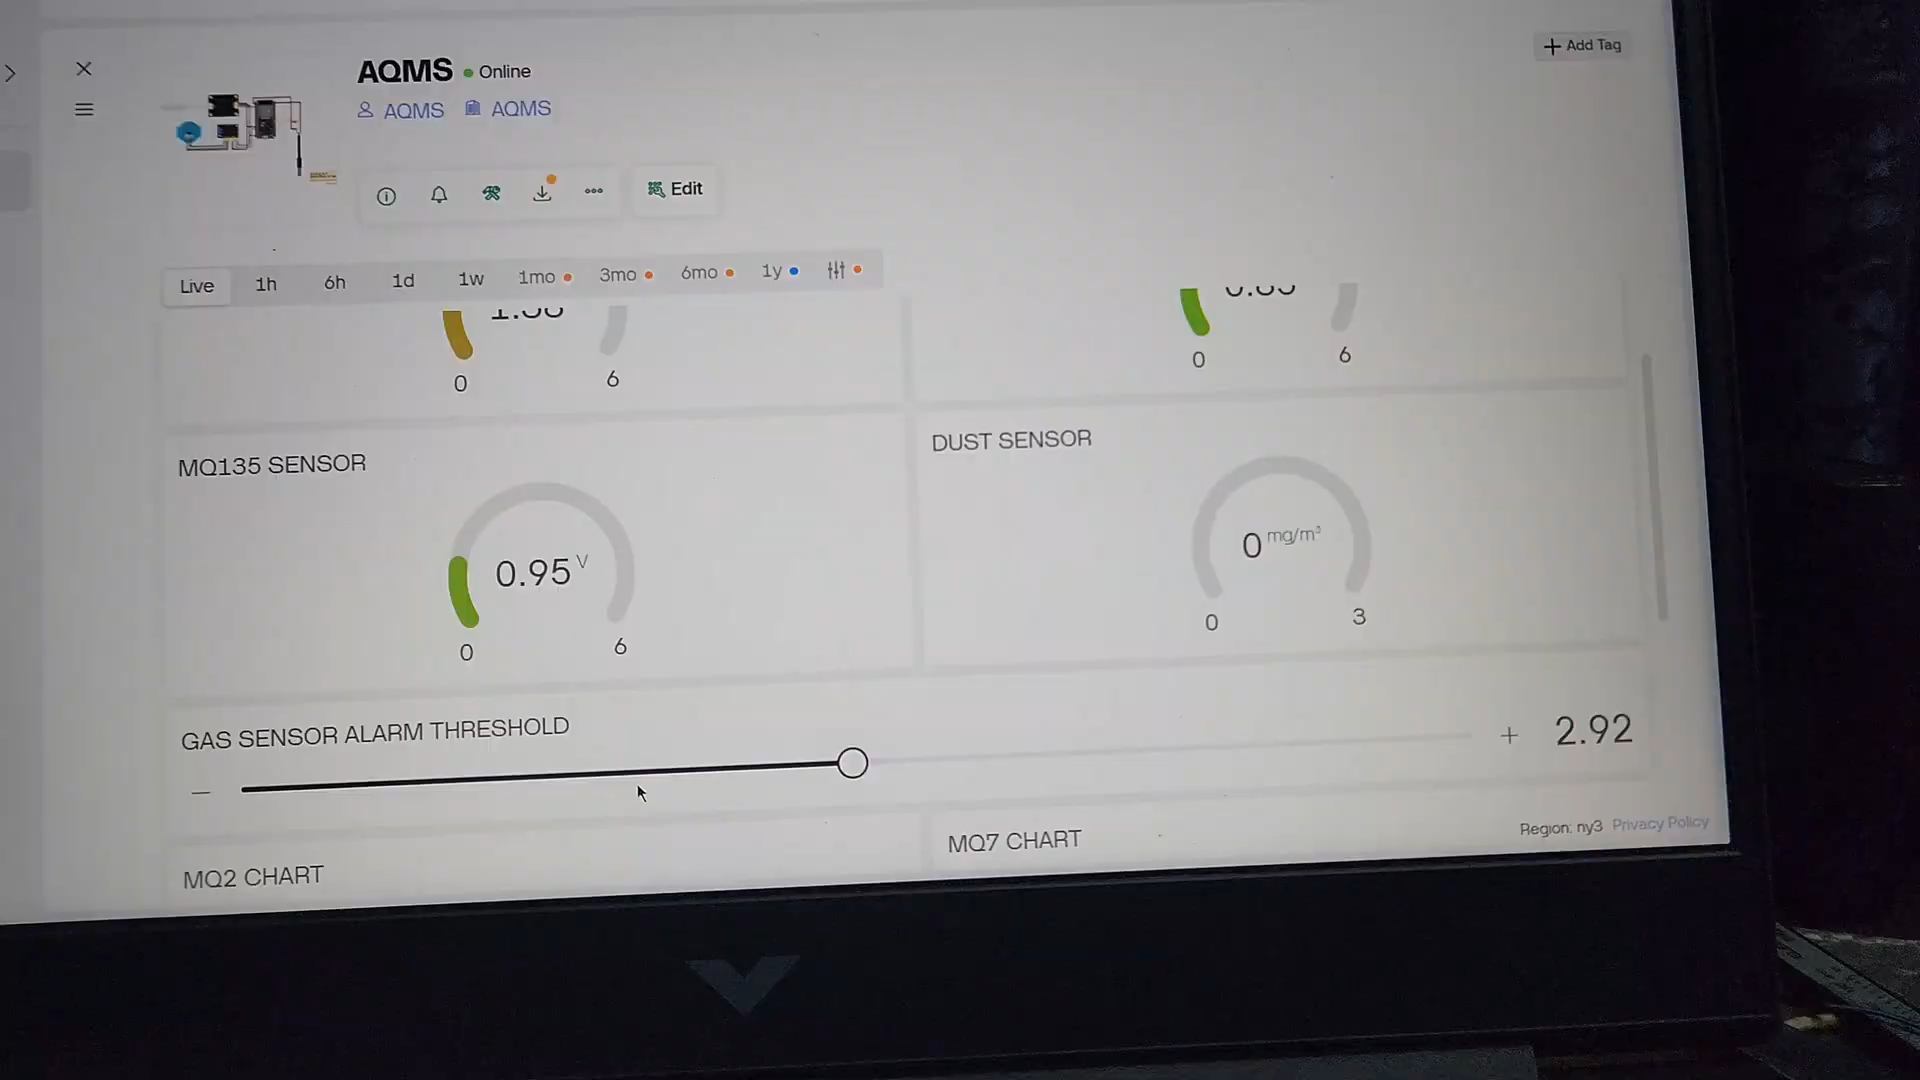 AQMS Online
+ Add Tag
AQMS AQMS
Edit
Live 1h 6h 1d 1w 1mo 3mo 6mo 1y
0 6
0 6
MQ135 SENSOR
0.95 V
0 6
DUST SENSOR
0 mg/m³
0 3
GAS SENSOR ALARM THRESHOLD
— + 2.92
MQ2 CHART
MQ7 CHART
Region: ny3 Privacy Policy